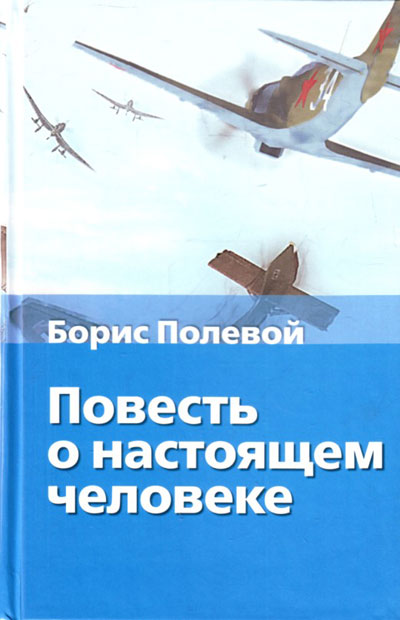 Борис Полевой
Повесть
о настоящем
человеке